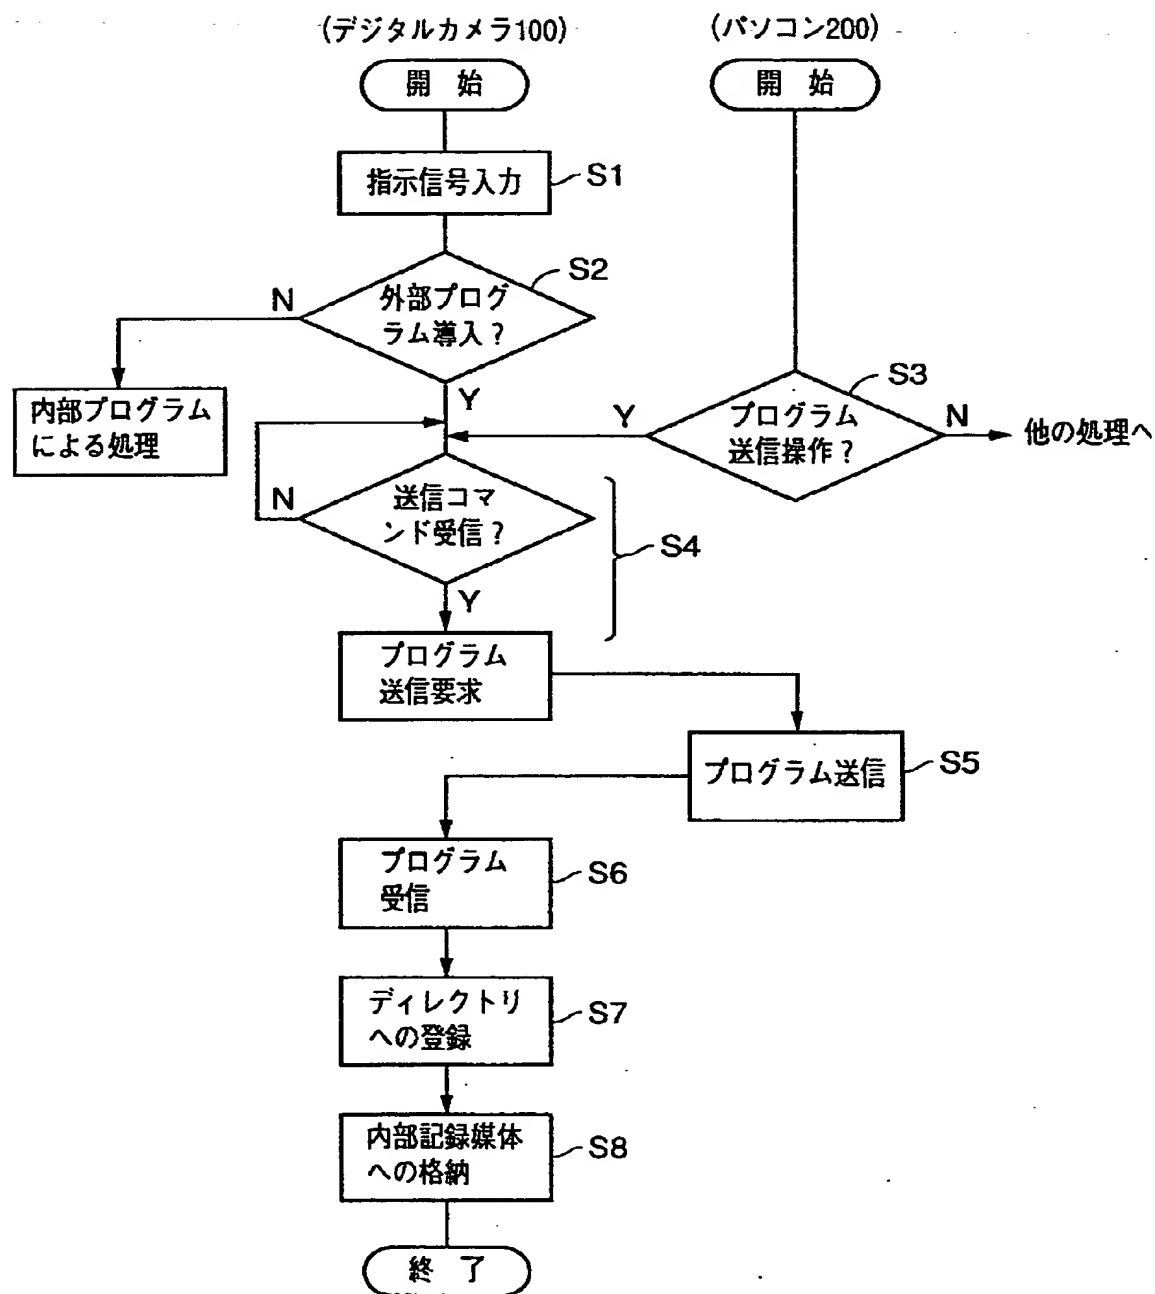 (デジタルカメラ100)
(パソコン200)
開 始
開 始
指示信号入力
S1
S2
外部プログ
ラム導入?
N
Y
内部プログラム
による処理
S3
プログラム
送信操作?
Y
N
他の処理へ
送信コマ
ンド受信?
N
Y
S4
プログラム
送信要求
プログラム送信
S5
プログラム
受信
S6
ディレクトリ
への登録
S7
内部記録媒体
への格納
S8
終 了